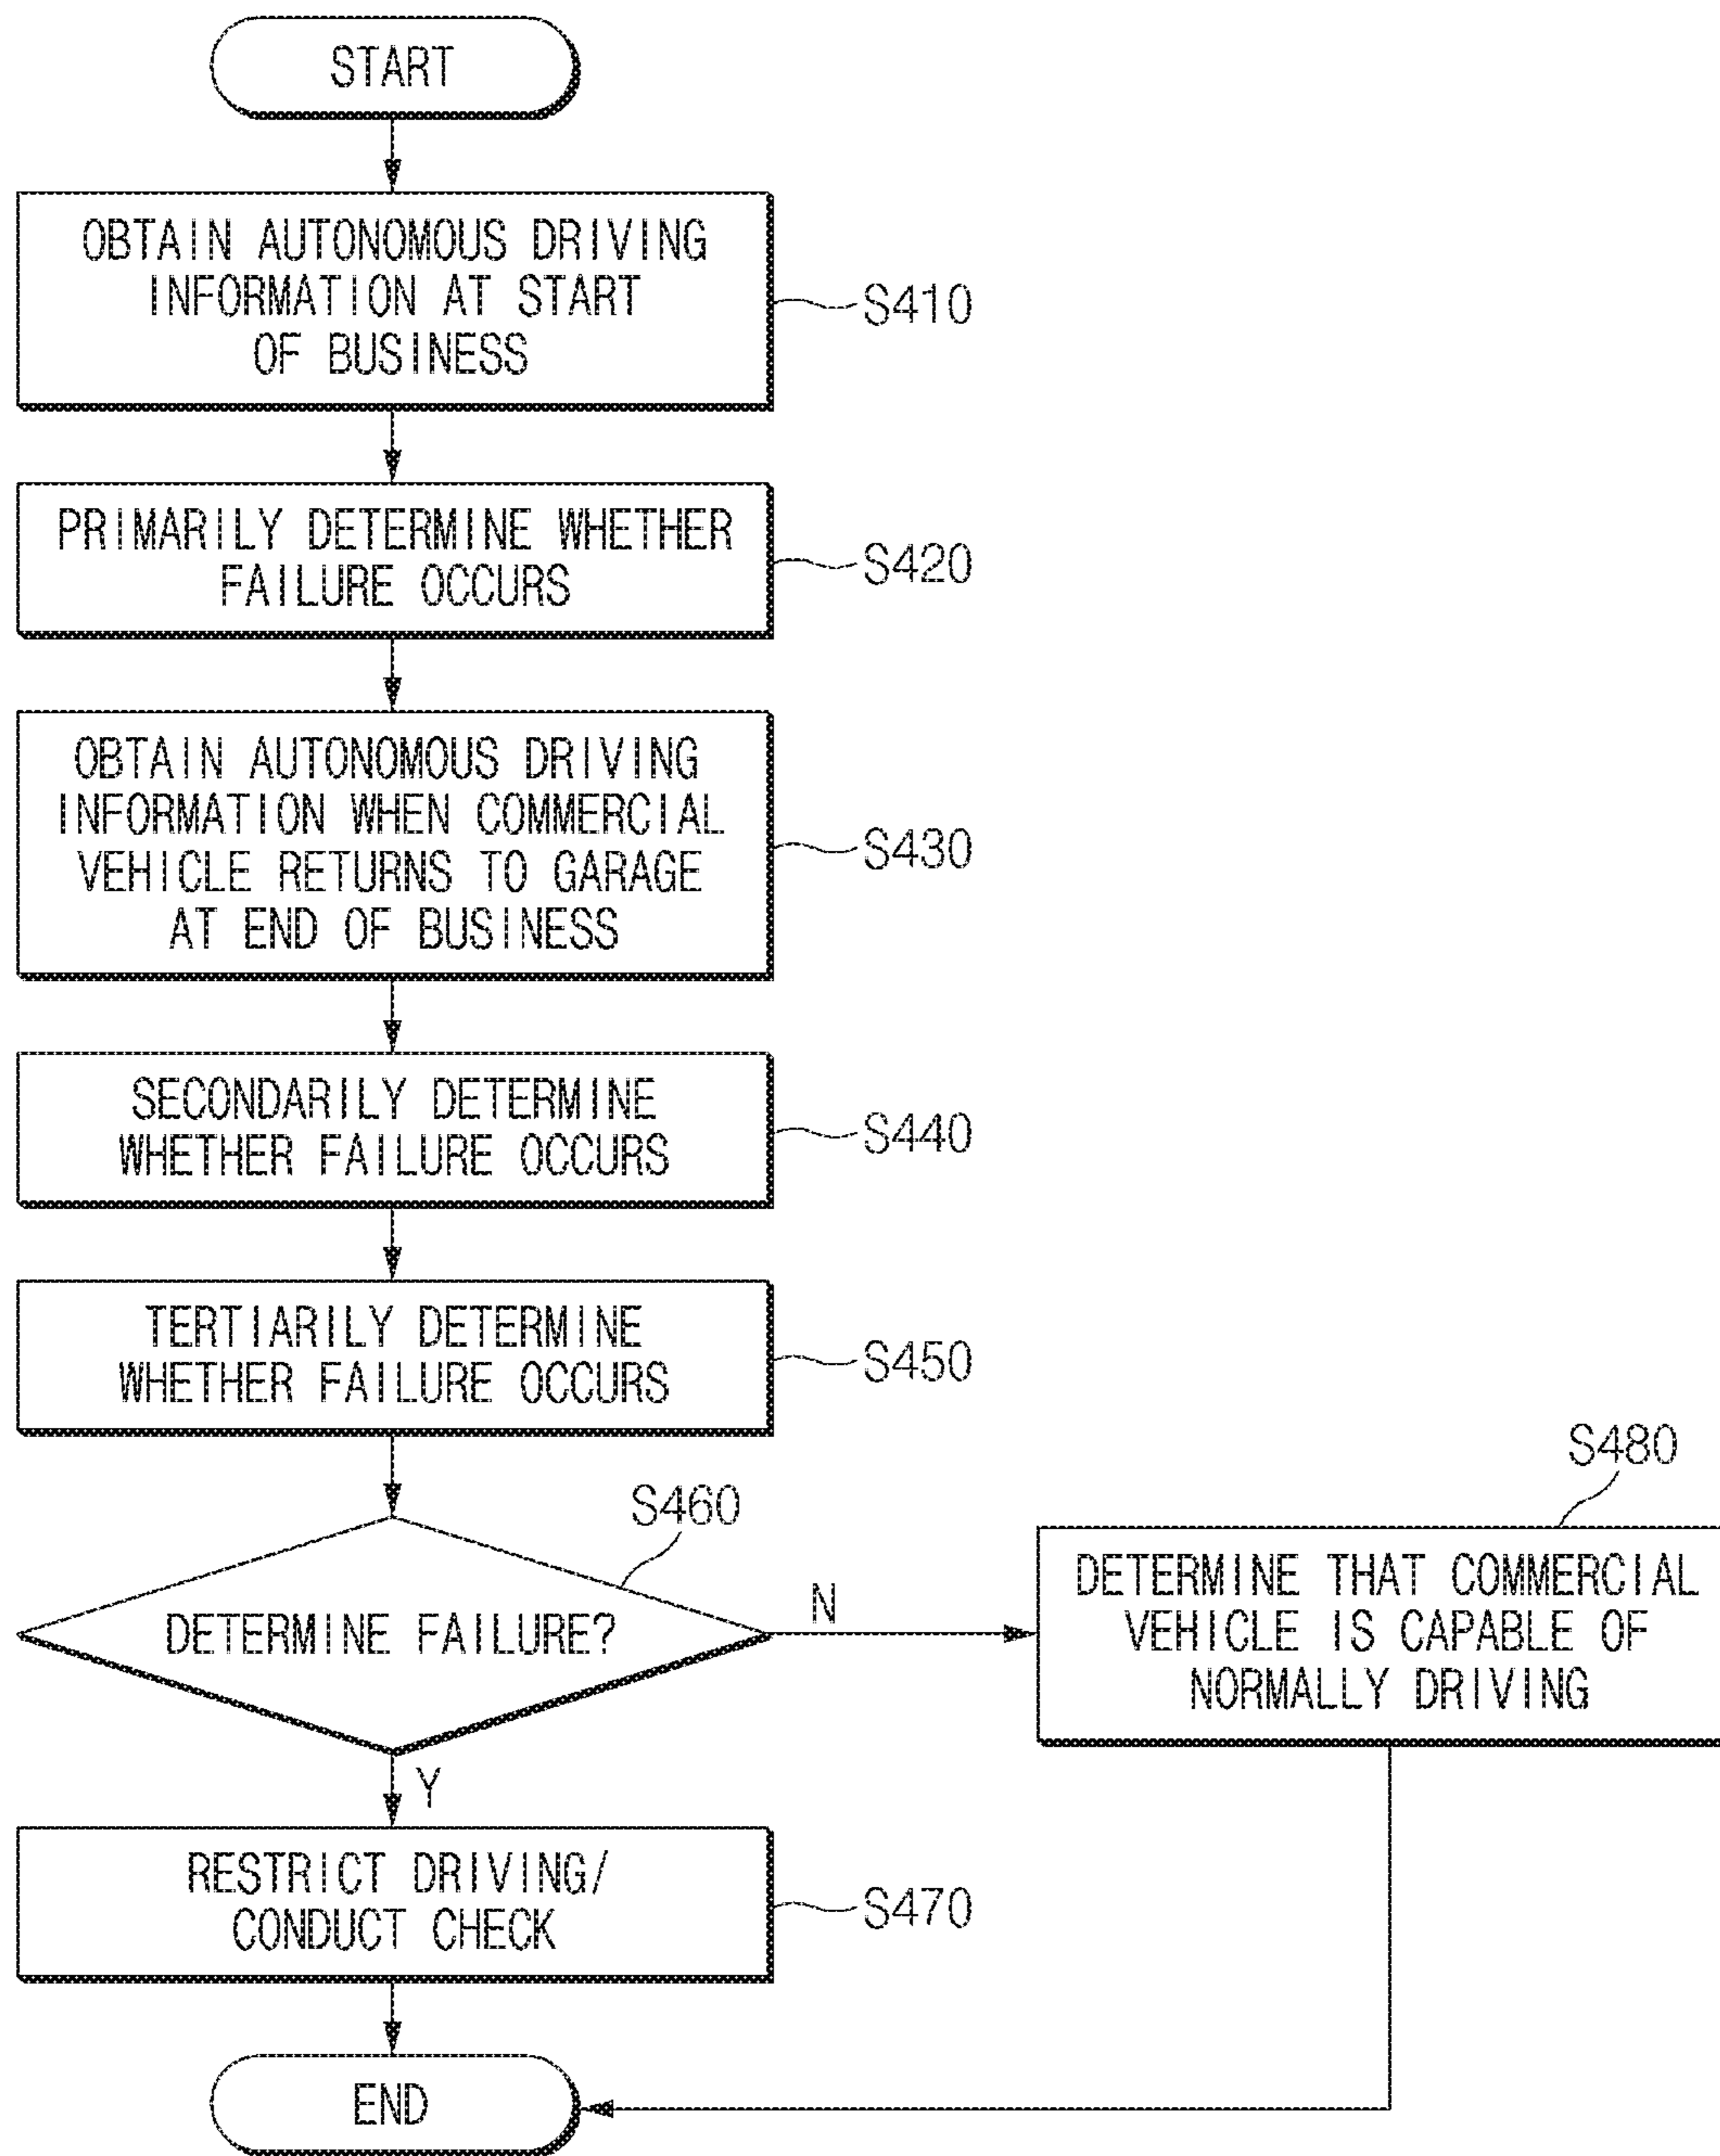 START
OBTAIN AUTONOMOUS DRIVING
INFORMATION AT START
OF BUSINESS
S410
PRIMARILY DETERMINE WHETHER
FAILURE OCCURS
S420
OBTAIN AUTONOMOUS DRIVING
INFORMATION WHEN COMMERCIAL
VEHICLE RETURNS TO GARAGE
AT END OF BUSINESS
S430
SECONDARILY DETERMINE
WHETHER FAILURE OCCURS
S440
TERTIARILY DETERMINE
WHETHER FAILURE OCCURS
S450
S460
DETERMINE FAILURE?
N
S480
DETERMINE THAT COMMERCIAL
VEHICLE IS CAPABLE OF
NORMALLY DRIVING
Y
RESTRICT DRIVING/
CONDUCT CHECK
S470
END